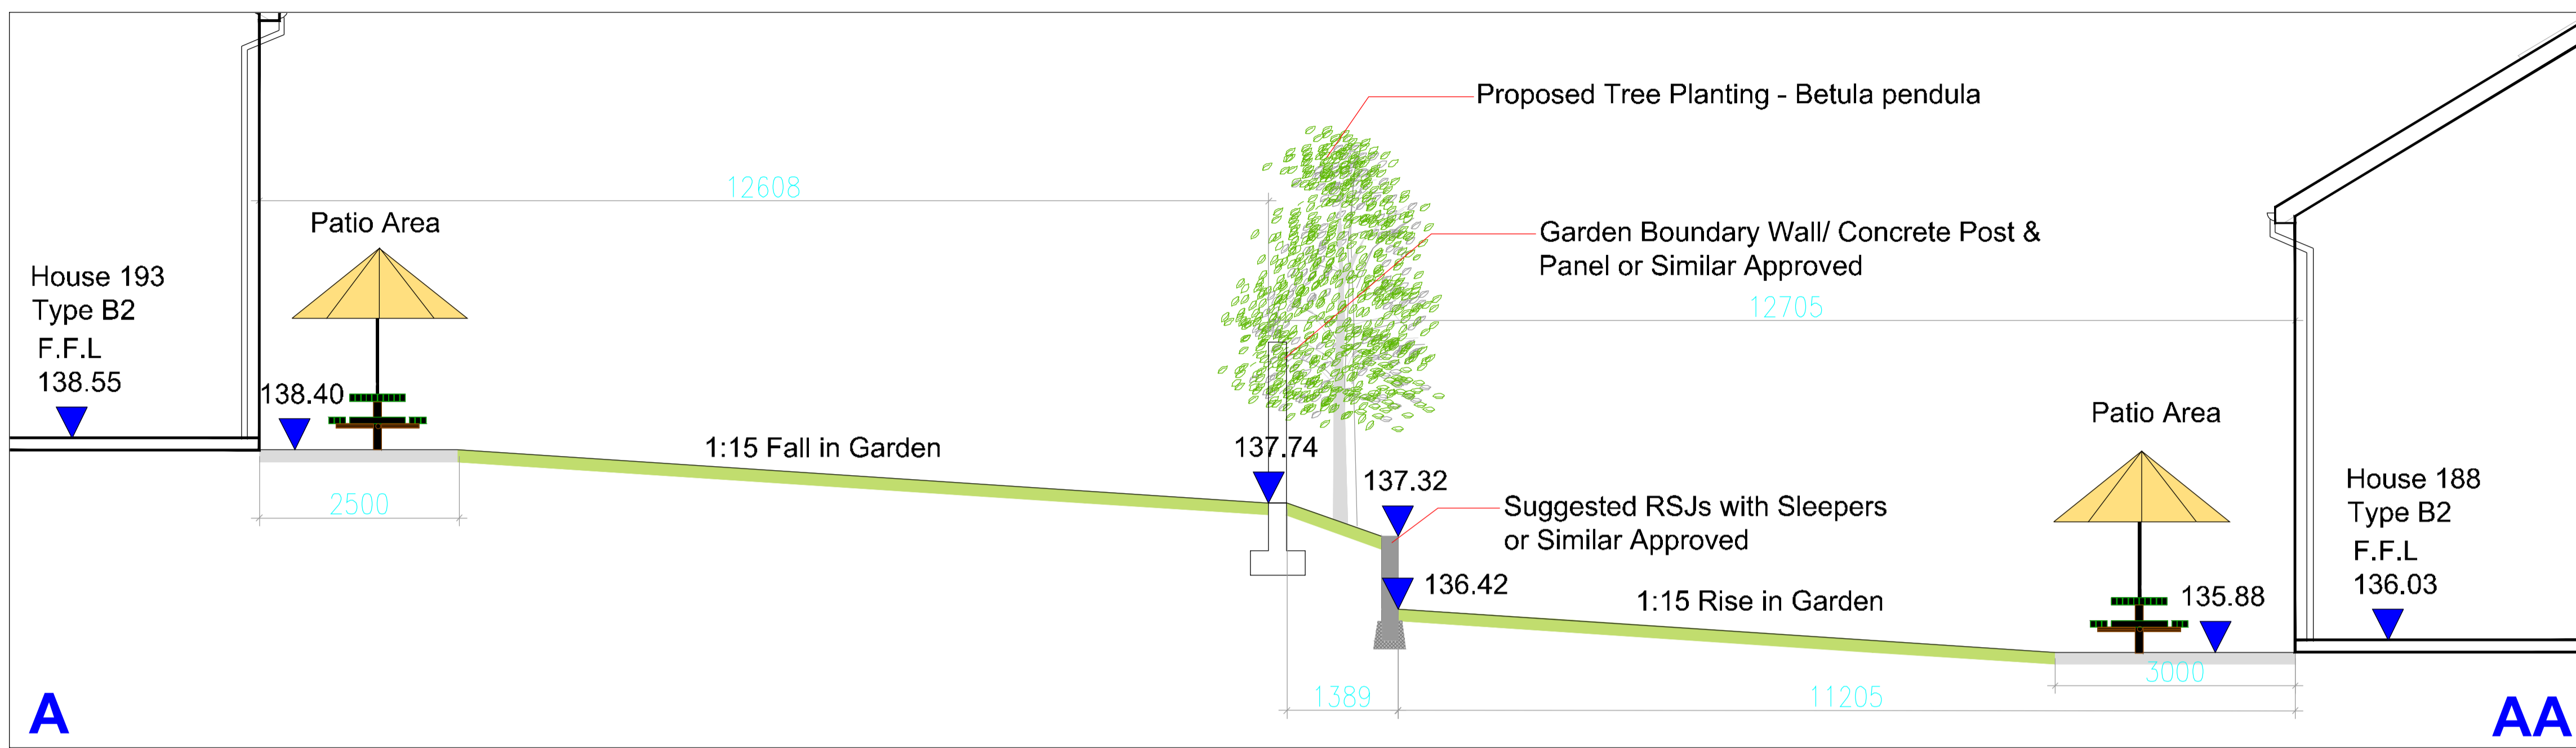 Proposed Tree Planting - Betula pendula
12608
Patio Area
Garden Boundary Wall/ Concrete Post &
Panel or Similar Approved
House 193
Type B2
F.F.L
138.55
12705
138.40
1:15 Fall in Garden
137.74
Patio Area
137.32
2500
Suggested RSJs with Sleepers
or Similar Approved
House 188
Type B2
F.F.L
136.03
136.42
1:15 Rise in Garden
135.88
3000
1389
11205
A
AA